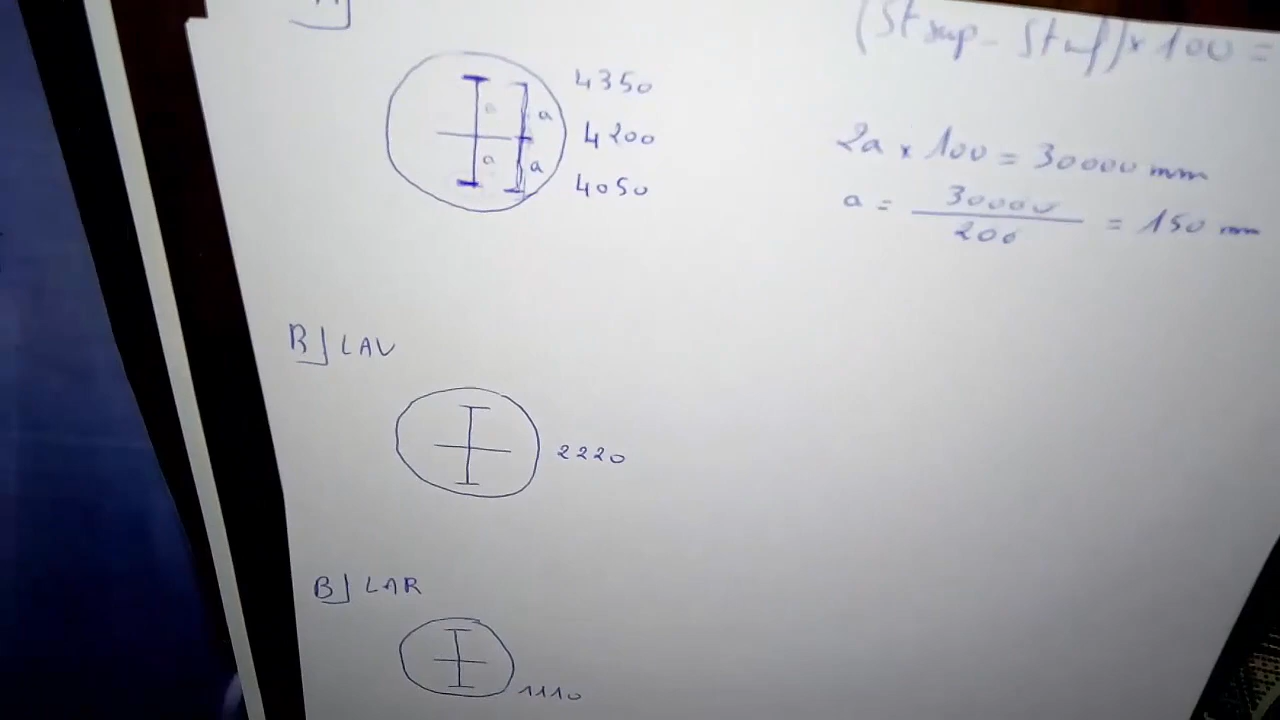 A]
(St sup - St inf) x 100 =
4350
a a
4200
a a
4050
2a x 100 = 30000 mm
a = 30000 / 200 = 150 mm
B] LAV
2220
B] LAR
1110